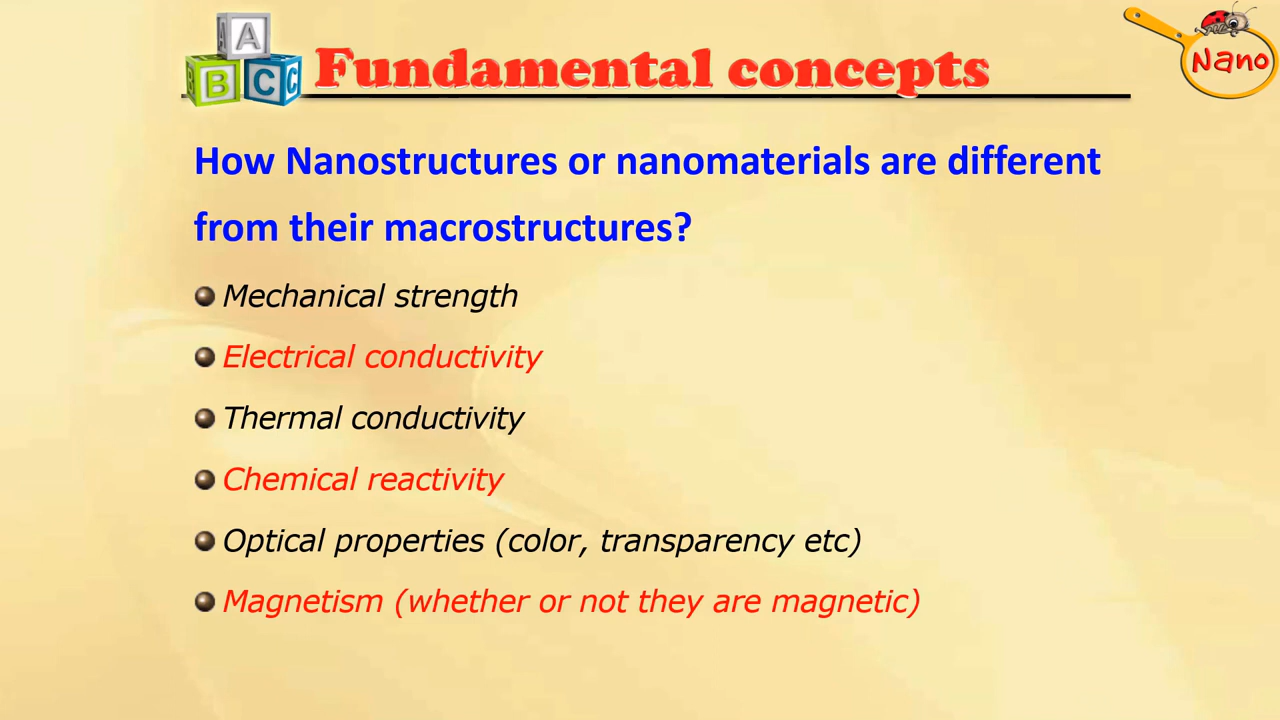 A
B C C
Fundamental concepts
Nano
How Nanostructures or nanomaterials are different
from their macrostructures?
Mechanical strength
Electrical conductivity
Thermal conductivity
Chemical reactivity
Optical properties (color, transparency etc)
Magnetism (whether or not they are magnetic)